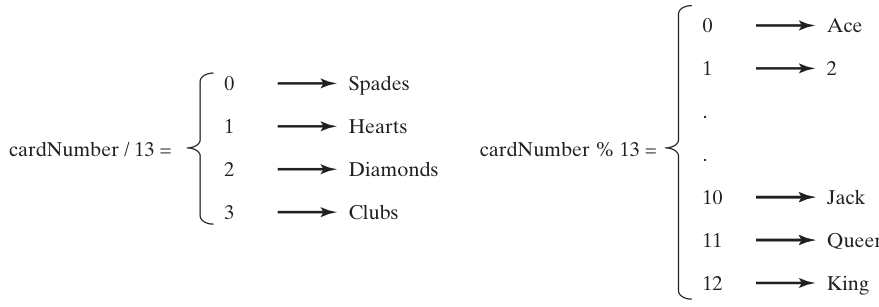 cardNumber / 13 =
0 Spades
1 Hearts
2 Diamonds
3 Clubs
cardNumber % 13 =
0 Ace
1 2
.
.
10 Jack
11 Queen
12 King